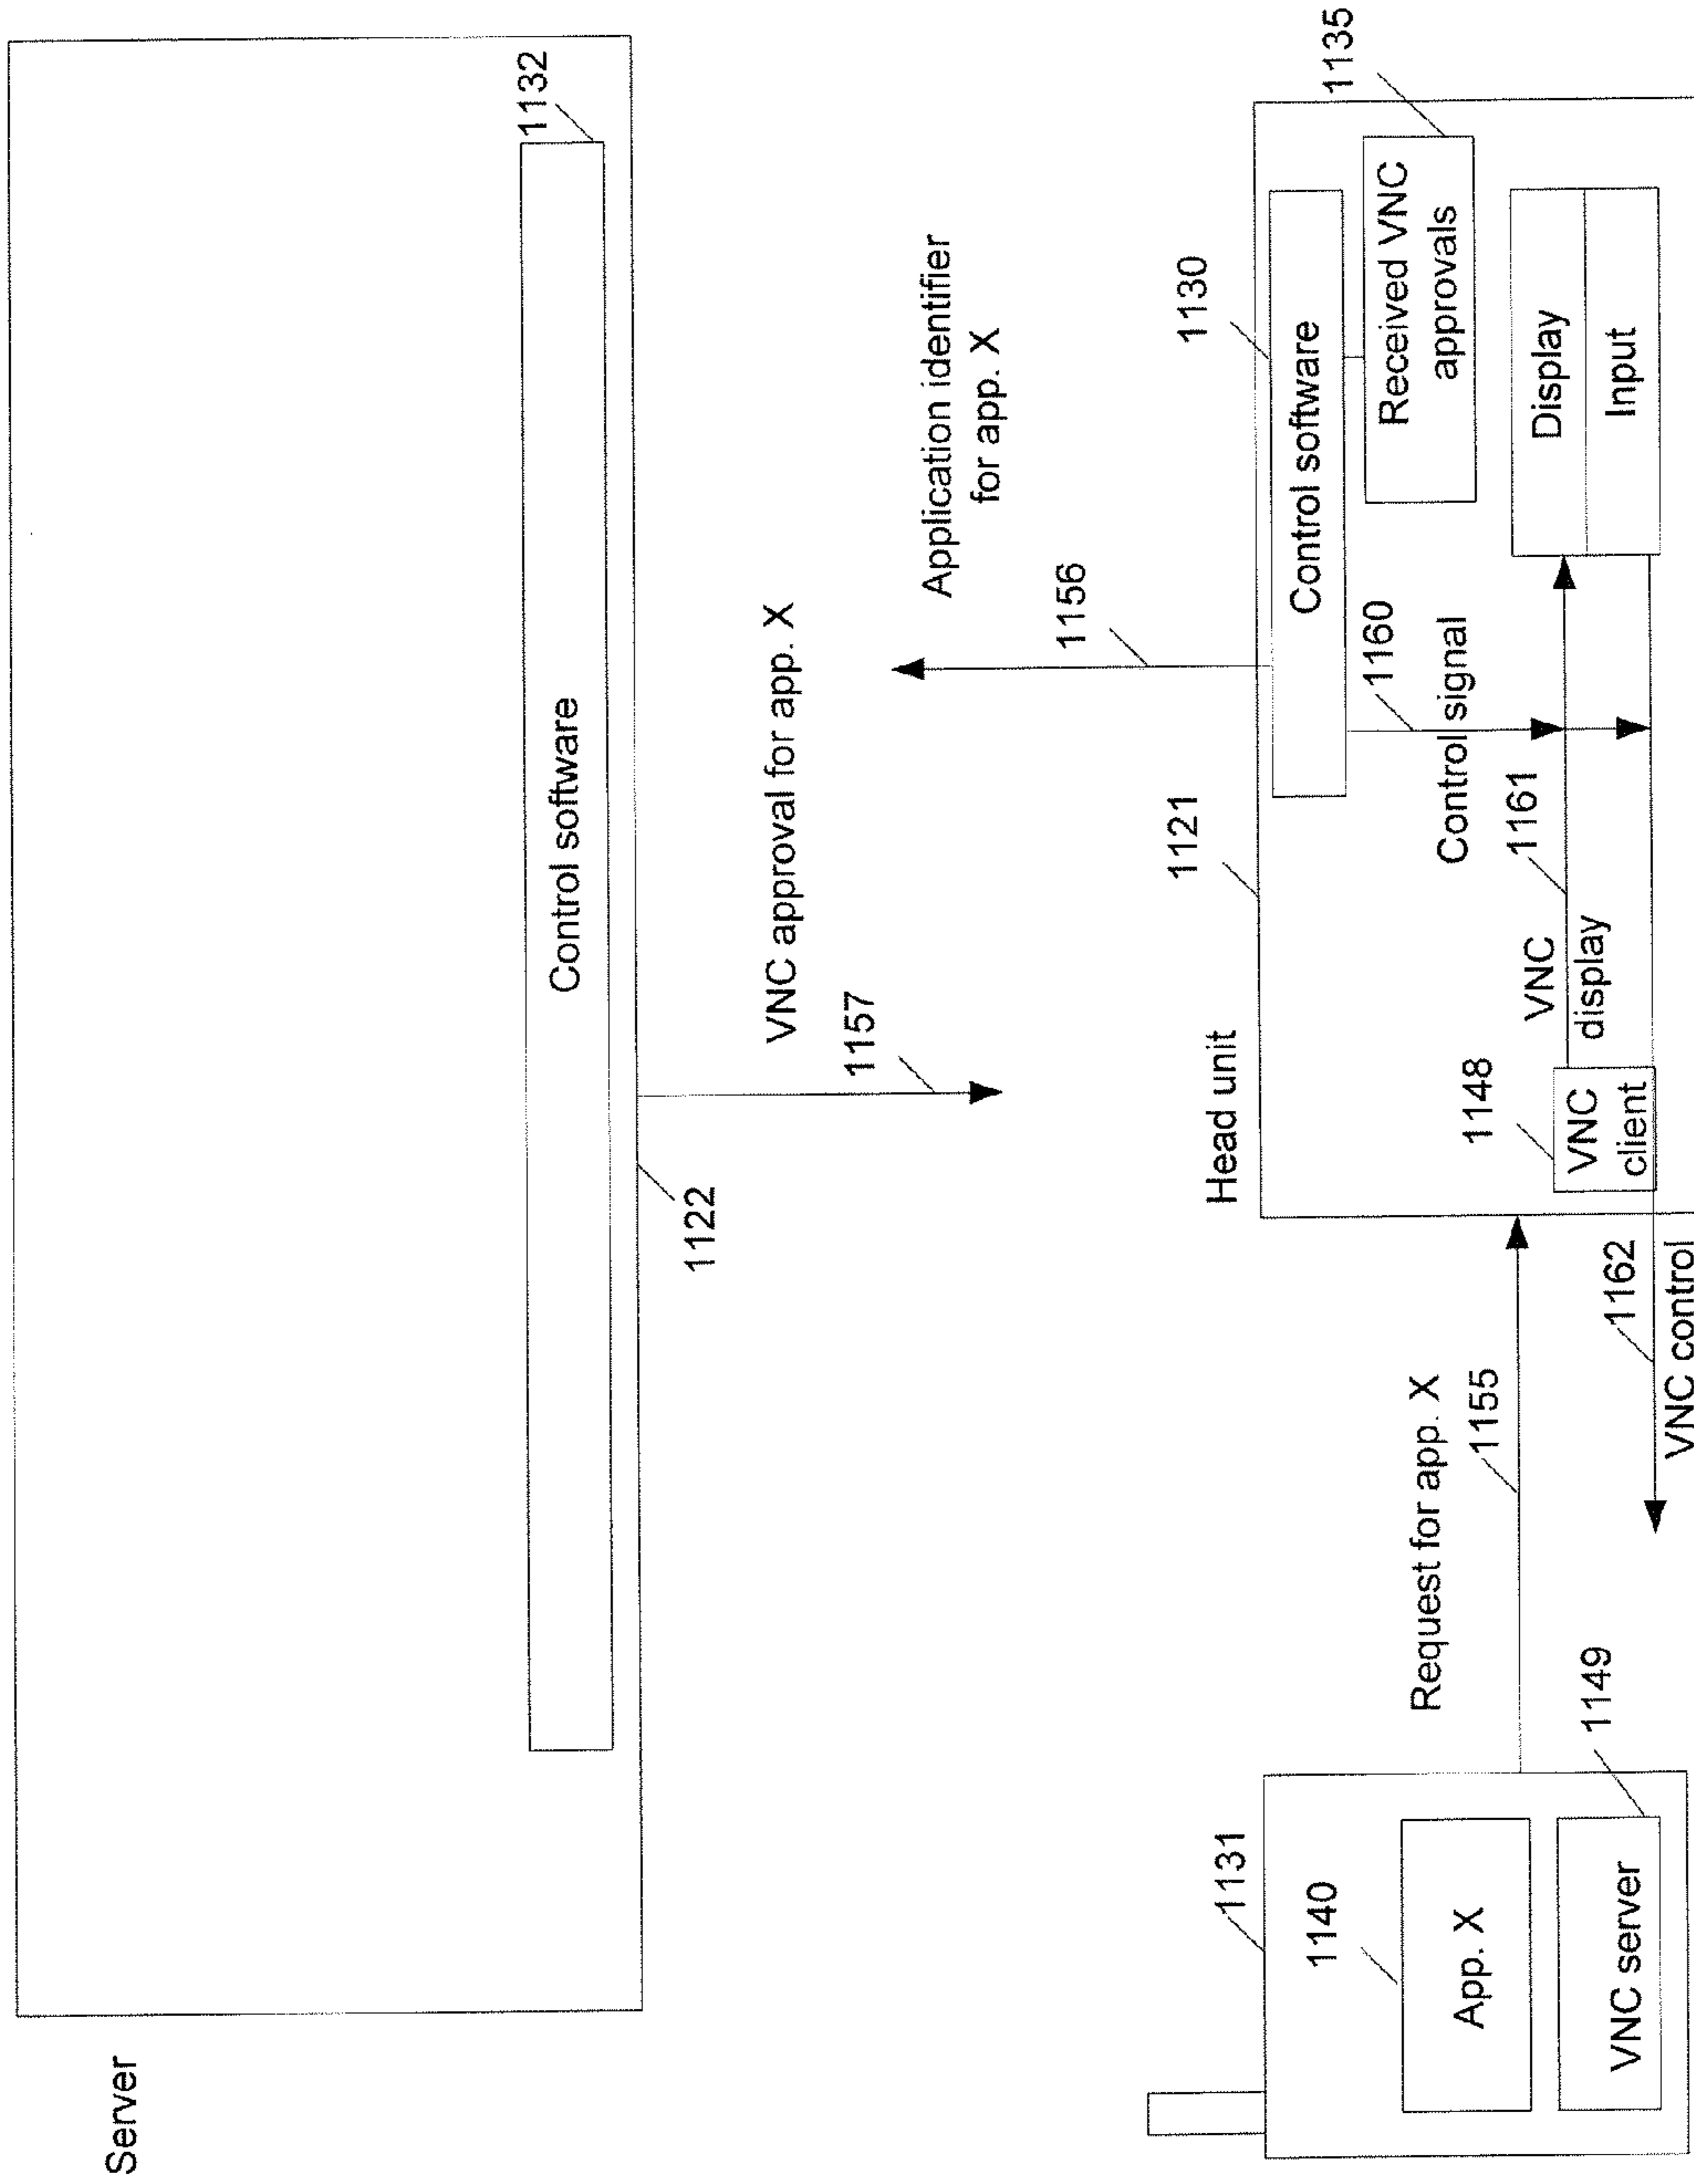 Server
1132
Control software
1122
VNC approval for app. X
1157
Application identifier
for app. X
1156
Head unit
1121
1130
Control software
1135
Received VNC
approvals
1160
Control signal
1161
VNC
display
Display
Input
1148
VNC
client
1162
VNC control
Request for app. X
1155
1131
1140
App. X
1149
VNC server